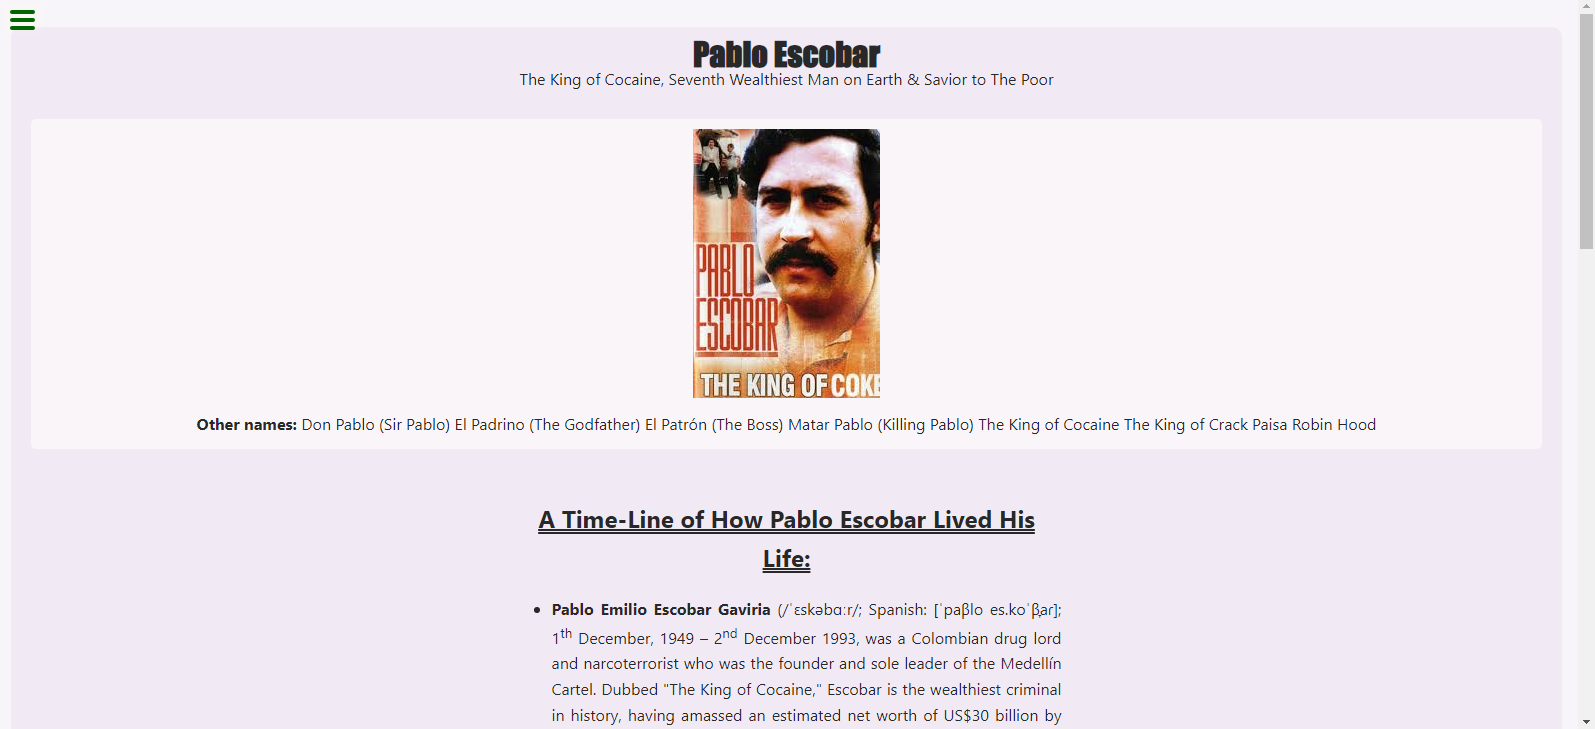 Pablo Escobar
The King of Cocaine, Seventh Wealthiest Man on Earth & Savior to The Poor
PABLO
ESCOBAR
THE KING OF COKE
Other names: Don Pablo (Sir Pablo) El Padrino (The Godfather) El Patrón (The Boss) Matar Pablo (Killing Pablo) The King of Cocaine The King of Crack Paisa Robin Hood
A Time-Line of How Pablo Escobar Lived His
Life:
• Pablo Emilio Escobar Gaviria (/ˈɛskəbɑːr/; Spanish: [ˈpaβlo es.koˈβ̞aɾ];
1th December, 1949 – 2nd December 1993, was a Colombian drug lord
and narcoterrorist who was the founder and sole leader of the Medellín
Cartel. Dubbed "The King of Cocaine," Escobar is the wealthiest criminal
in history, having amassed an estimated net worth of US$30 billion by